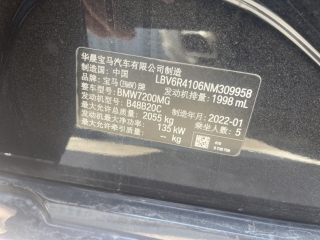 华晨宝马汽车有限公司制造
制造国：中国 LBV6R4106NM309958
品牌：宝马(BMW)牌 发动机排量：1998 mL
整车型号：BMW7200MG
发动机型号：B48B20C 制造年月：2022-01
最大允许总质量：2055 kg 乘坐人数：5
发动机最大净功率：135 kW
最大允许牵引质量：-- kg